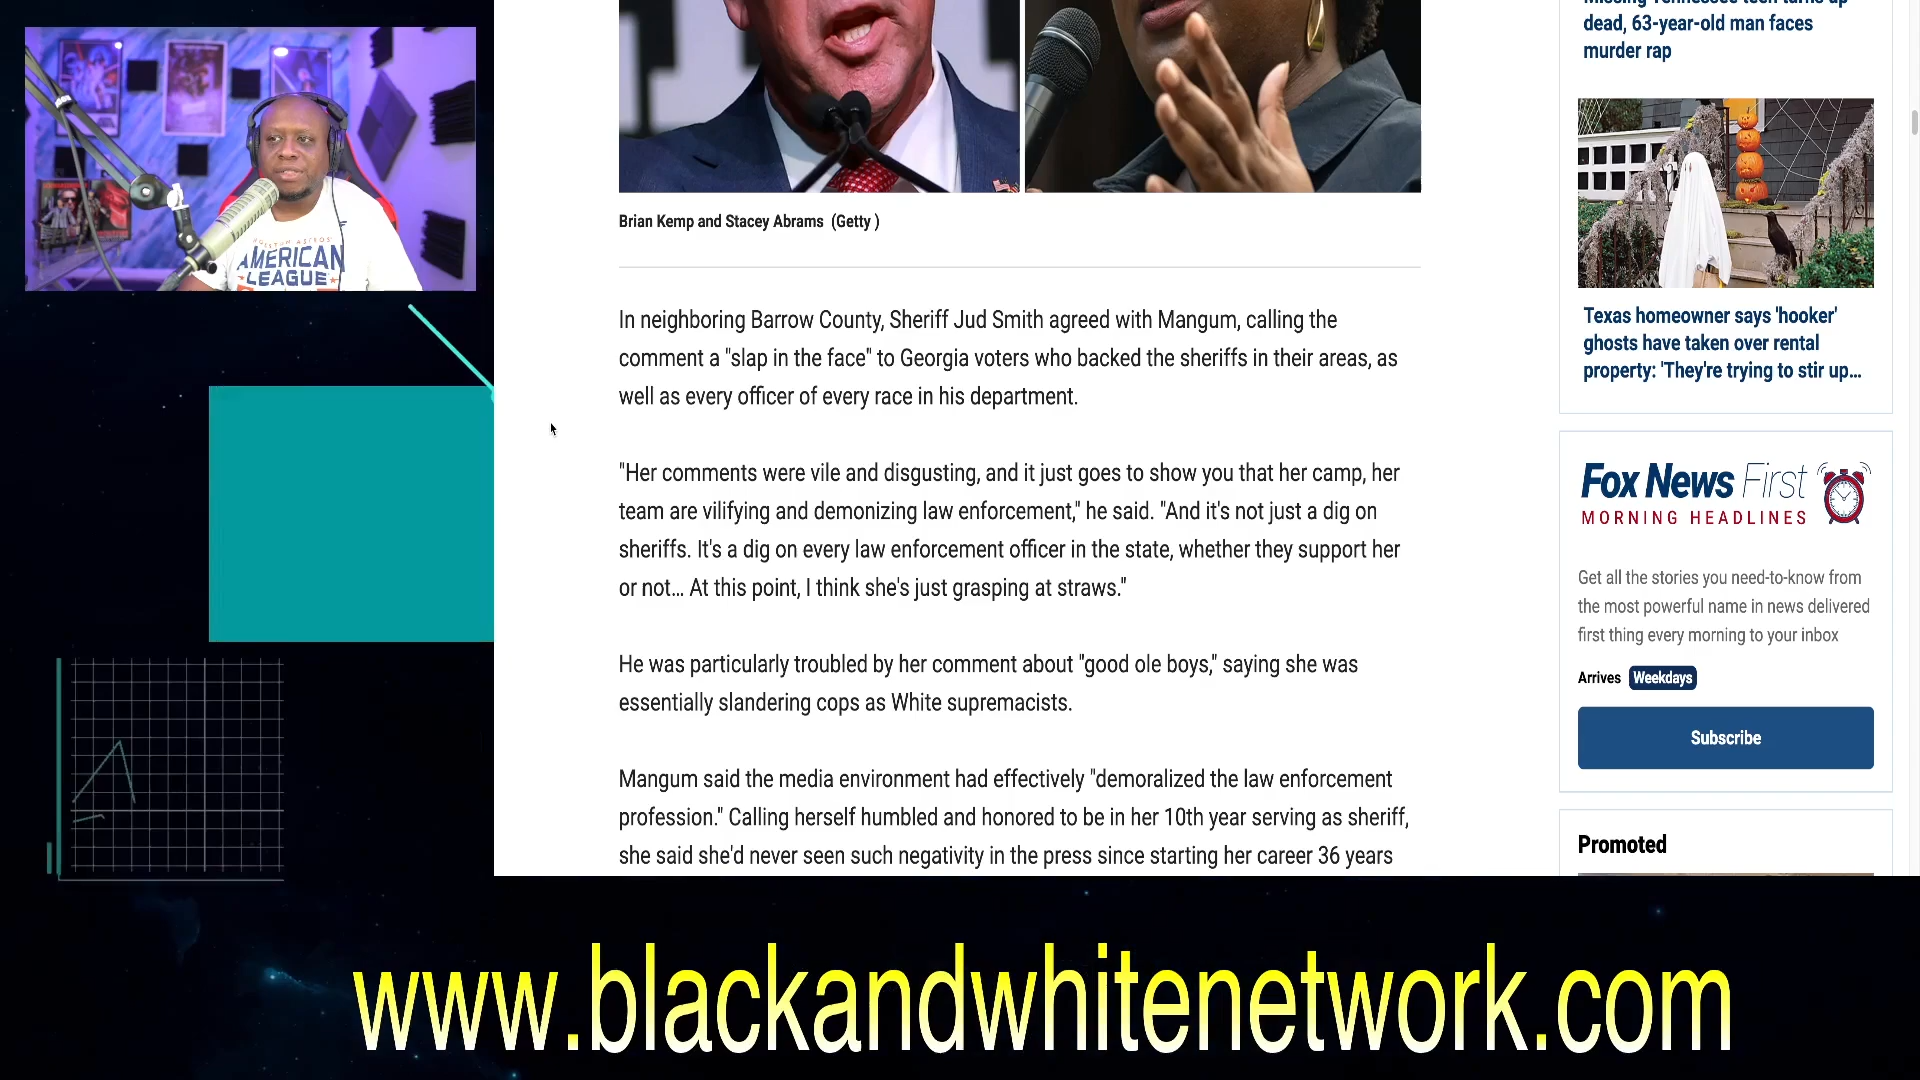 HOUSTON ASTROS
AMERICAN
LEAGUE
Brian Kemp and Stacey Abrams (Getty )
In neighboring Barrow County, Sheriff Jud Smith agreed with Mangum, calling the
comment a "slap in the face" to Georgia voters who backed the sheriffs in their areas, as
well as every officer of every race in his department.
"Her comments were vile and disgusting, and it just goes to show you that her camp, her
team are vilifying and demonizing law enforcement," he said. "And it's not just a dig on
sheriffs. It's a dig on every law enforcement officer in the state, whether they support her
or not... At this point, I think she's just grasping at straws."
He was particularly troubled by her comment about "good ole boys," saying she was
essentially slandering cops as White supremacists.
Mangum said the media environment had effectively "demoralized the law enforcement
profession." Calling herself humbled and honored to be in her 10th year serving as sheriff,
she said she'd never seen such negativity in the press since starting her career 36 years
Missing Tennessee teen turns up
dead, 63-year-old man faces
murder rap
Texas homeowner says 'hooker'
ghosts have taken over rental
property: 'They're trying to stir up...
Fox News First
MORNING HEADLINES
Get all the stories you need-to-know from
the most powerful name in news delivered
first thing every morning to your inbox
Arrives Weekdays
Subscribe
Promoted
www.blackandwhitenetwork.com